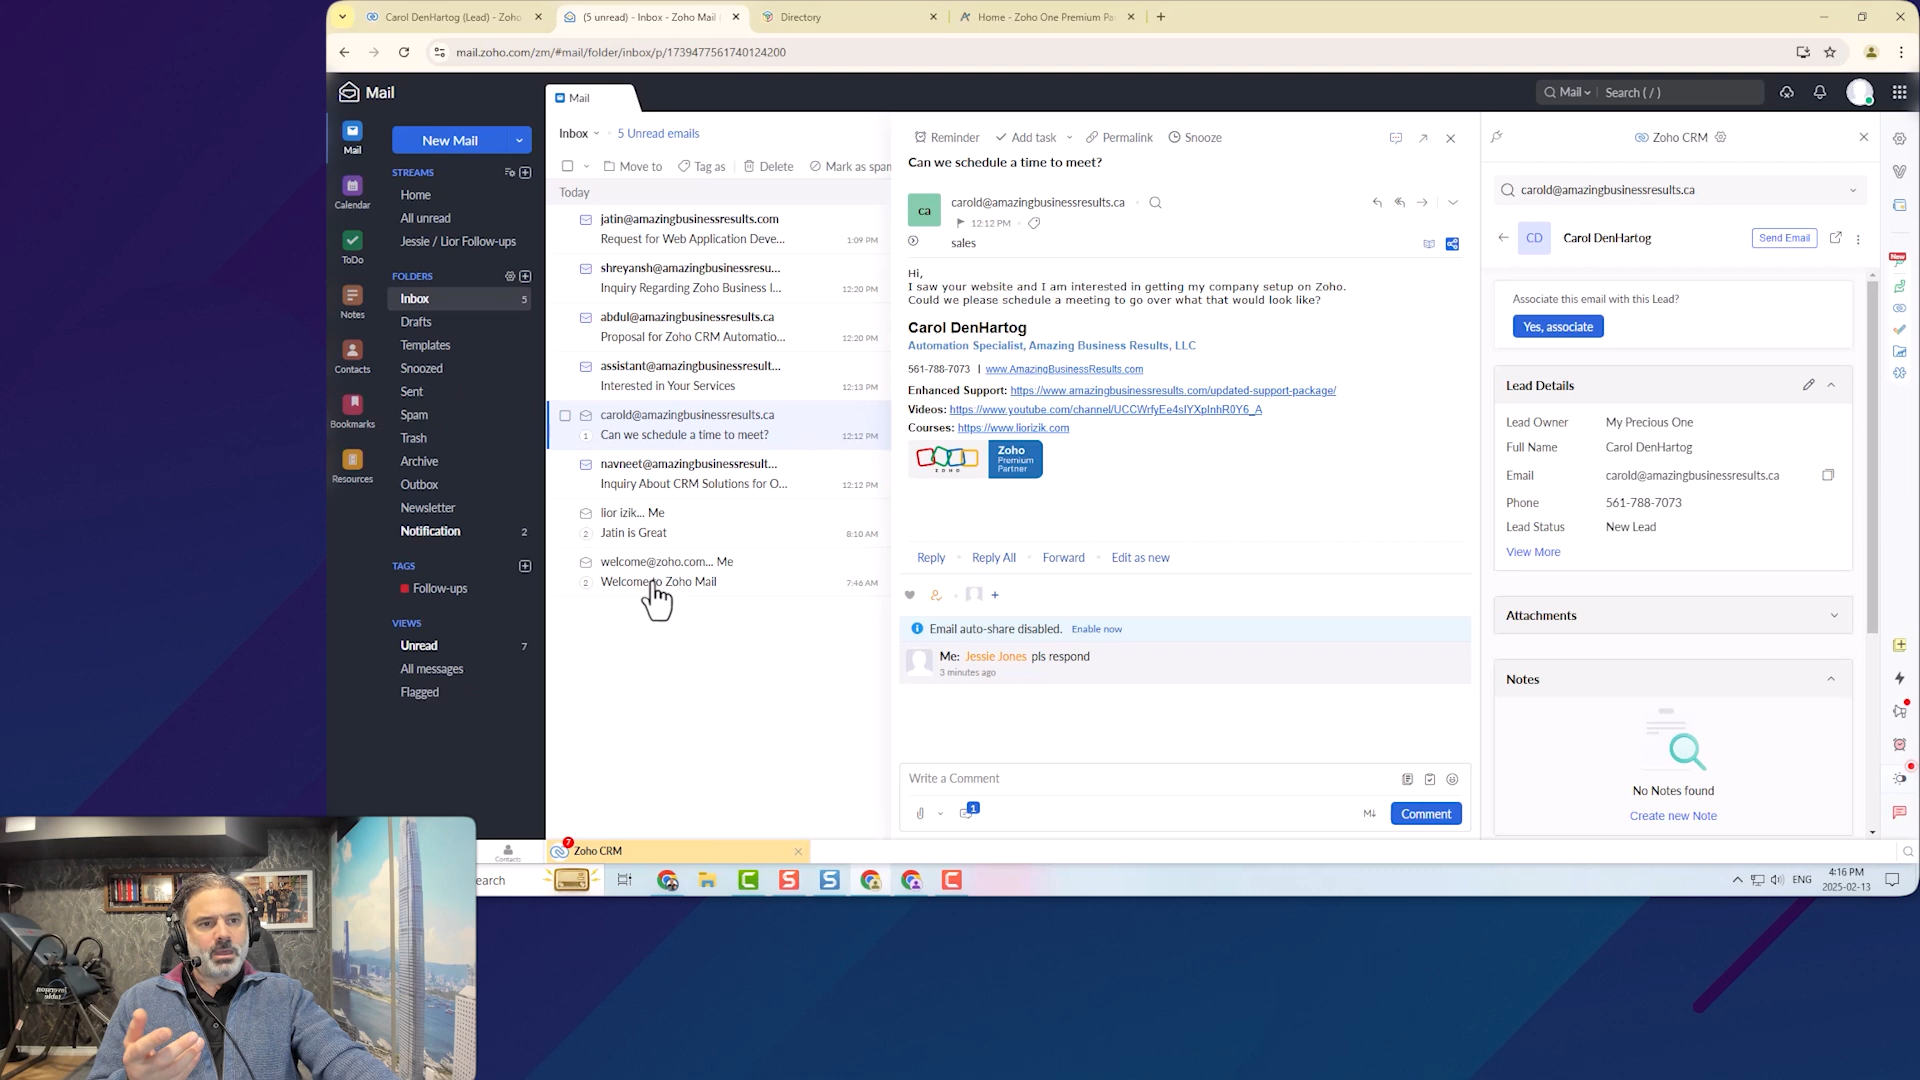 Carol DenHartog (Lead) - Zoho
(5 unread) - Inbox - Zoho Mail
Directory
Home - Zoho One Premium Pa
mail.zoho.com/zm/#mail/folder/inbox/p/1739477561740124200
Mail
Mail
Mail
Search ( / )
Mail
Calendar
ToDo
Notes
Contacts
Bookmarks
Resources
New Mail
STREAMS
Home
All unread
Jessie / Lior Follow-ups
FOLDERS
Inbox 5
Drafts
Templates
Snoozed
Sent
Spam
Trash
Archive
Outbox
Newsletter
Notification 2
TAGS
Follow-ups
VIEWS
Unread 7
All messages
Flagged
Inbox 5 Unread emails
Move to Tag as Delete Mark as spam
Today
jatin@amazingbusinessresults.com
Request for Web Application Deve... 1:09 PM
shreyansh@amazingbusinessresu...
Inquiry Regarding Zoho Business I... 12:20 PM
abdul@amazingbusinessresults.ca
Proposal for Zoho CRM Automatio... 12:20 PM
assistant@amazingbusinessresult...
Interested in Your Services 12:13 PM
carold@amazingbusinessresults.ca
1 Can we schedule a time to meet? 12:12 PM
navneet@amazingbusinessresult...
Inquiry About CRM Solutions for O... 12:12 PM
lior izik... Me
2 Jatin is Great 8:10 AM
welcome@zoho.com... Me
2 Welcome to Zoho Mail 7:46 AM
Reminder Add task Permalink Snooze
Can we schedule a time to meet?
ca
carold@amazingbusinessresults.ca
12:12 PM
sales
Hi,
I saw your website and I am interested in getting my company setup on Zoho.
Could we please schedule a meeting to go over what that would look like?
Carol DenHartog
Automation Specialist, Amazing Business Results, LLC
561-788-7073 | www.AmazingBusinessResults.com
Enhanced Support: https://www.amazingbusinessresults.com/updated-support-package/
Videos: https://www.youtube.com/channel/UCCWrfyEe4sIYXpInhR0Y6_A
Courses: https://www.liorizik.com
ZOHO
Zoho
Premium
Partner
Reply Reply All Forward Edit as new
Email auto-share disabled. Enable now
Me: Jessie Jones pls respond
3 minutes ago
Write a Comment
1
M↓
Comment
Zoho CRM
carold@amazingbusinessresults.ca
CD
Carol DenHartog
Send Email
Associate this email with this Lead?
Yes, associate
Lead Details
Lead Owner My Precious One
Full Name Carol DenHartog
Email carold@amazingbusinessresults.ca
Phone 561-788-7073
Lead Status New Lead
View More
Attachments
Notes
No Notes found
Create new Note
New
Contacts
7
Zoho CRM
earch
ENG
4:16 PM
2025-02-13